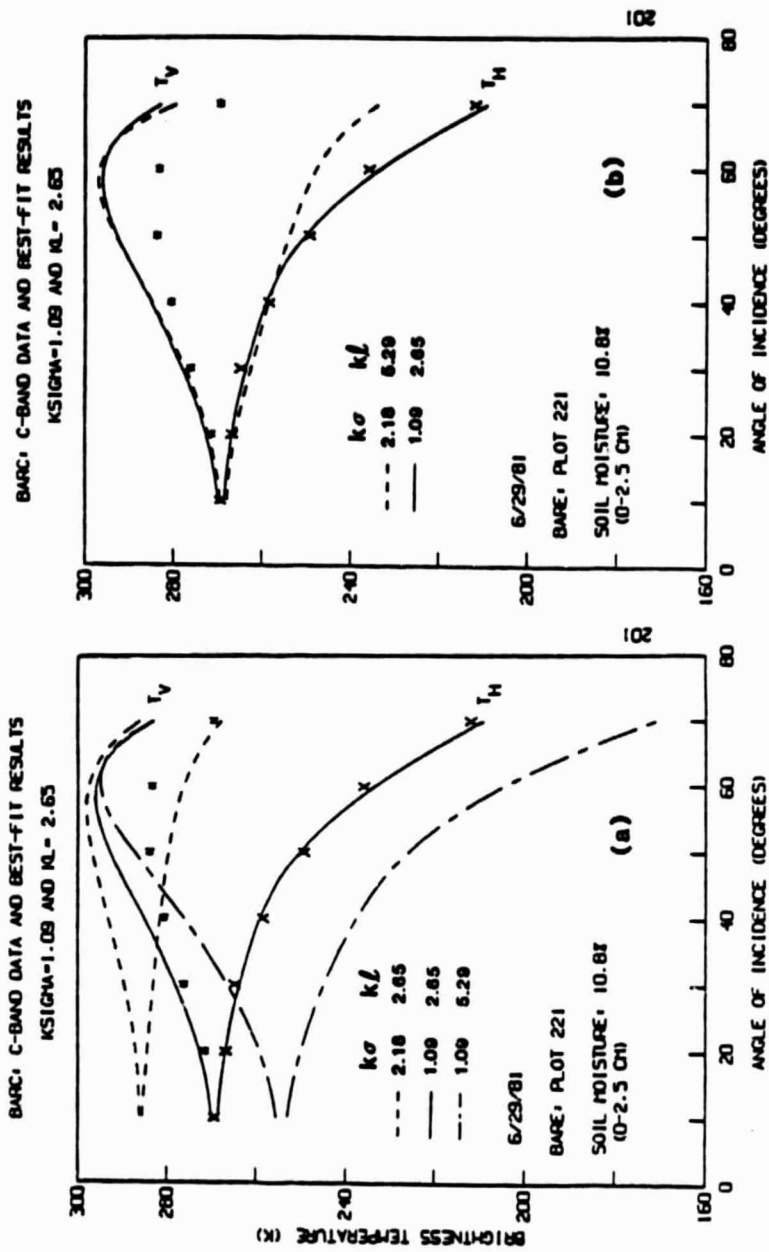 BARC: C-BAND DATA AND BEST-FIT RESULTS
KSIGMA=1.09 AND KL= 2.65
BRIGHTNESS TEMPERATURE (K)
300
280
240
200
160
T_V
T_H
kσ kℓ
2.18 2.65
1.09 2.65
1.09 5.29
6/29/81
BARE: PLOT 221
SOIL MOISTURE: 10.8%
(0-2.5 CM)
(a)
0 20 40 60 80
ANGLE OF INCIDENCE (DEGREES)
201
BARC: C-BAND DATA AND BEST-FIT RESULTS
KSIGMA=1.09 AND KL= 2.65
300
280
240
200
160
T_V
T_H
kσ kℓ
2.18 5.29
1.09 2.65
6/29/81
BARE: PLOT 221
SOIL MOISTURE: 10.8%
(0-2.5 CM)
(b)
0 20 40 60 80
ANGLE OF INCIDENCE (DEGREES)
201